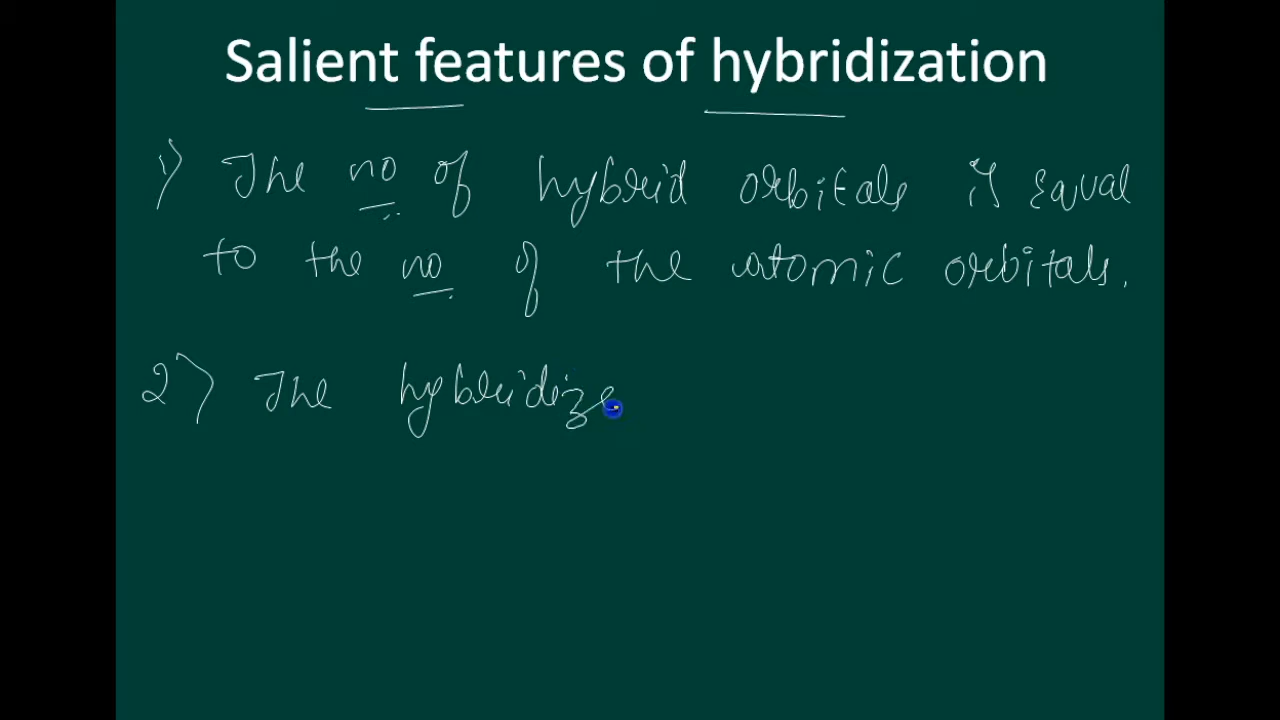 Salient features of hybridization
1) The no of hybrid orbitals is equal
to the no of the atomic orbitals.
2) The hybridize